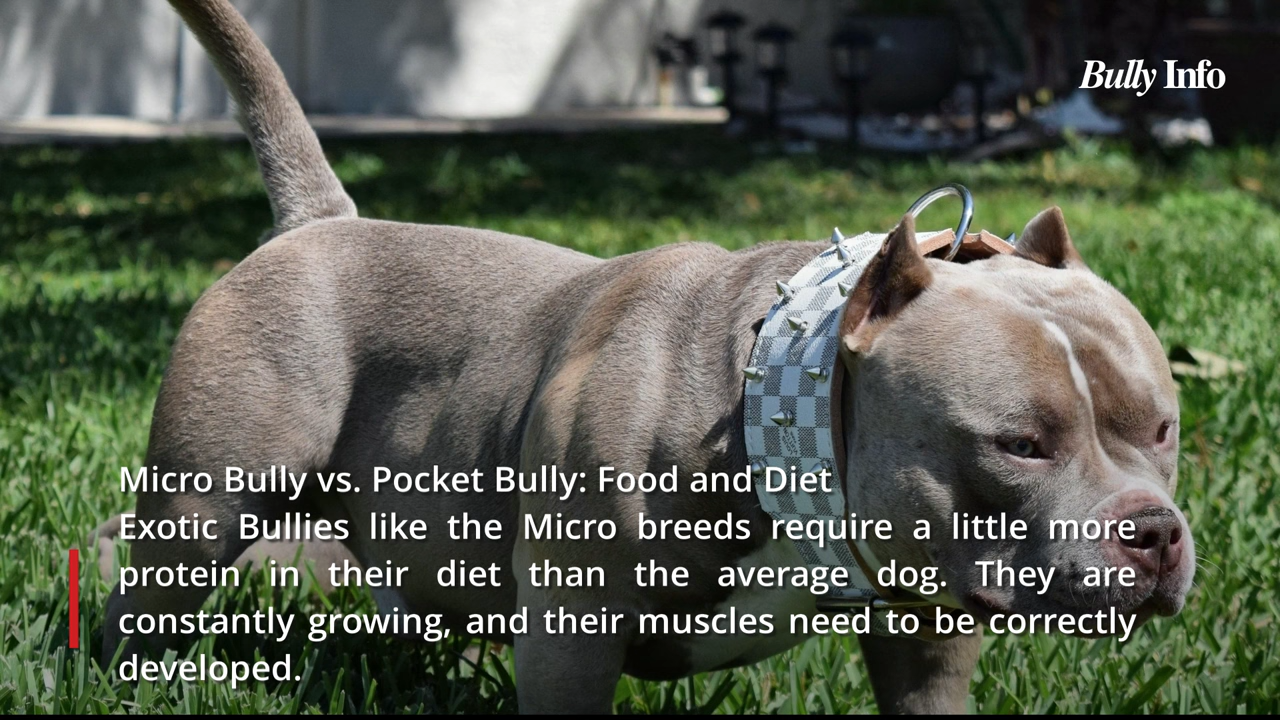 Bully Info
Micro Bully vs. Pocket Bully: Food and Diet
Exotic Bullies like the Micro breeds require a little more
protein in their diet than the average dog. They are
constantly growing, and their muscles need to be correctly
developed.